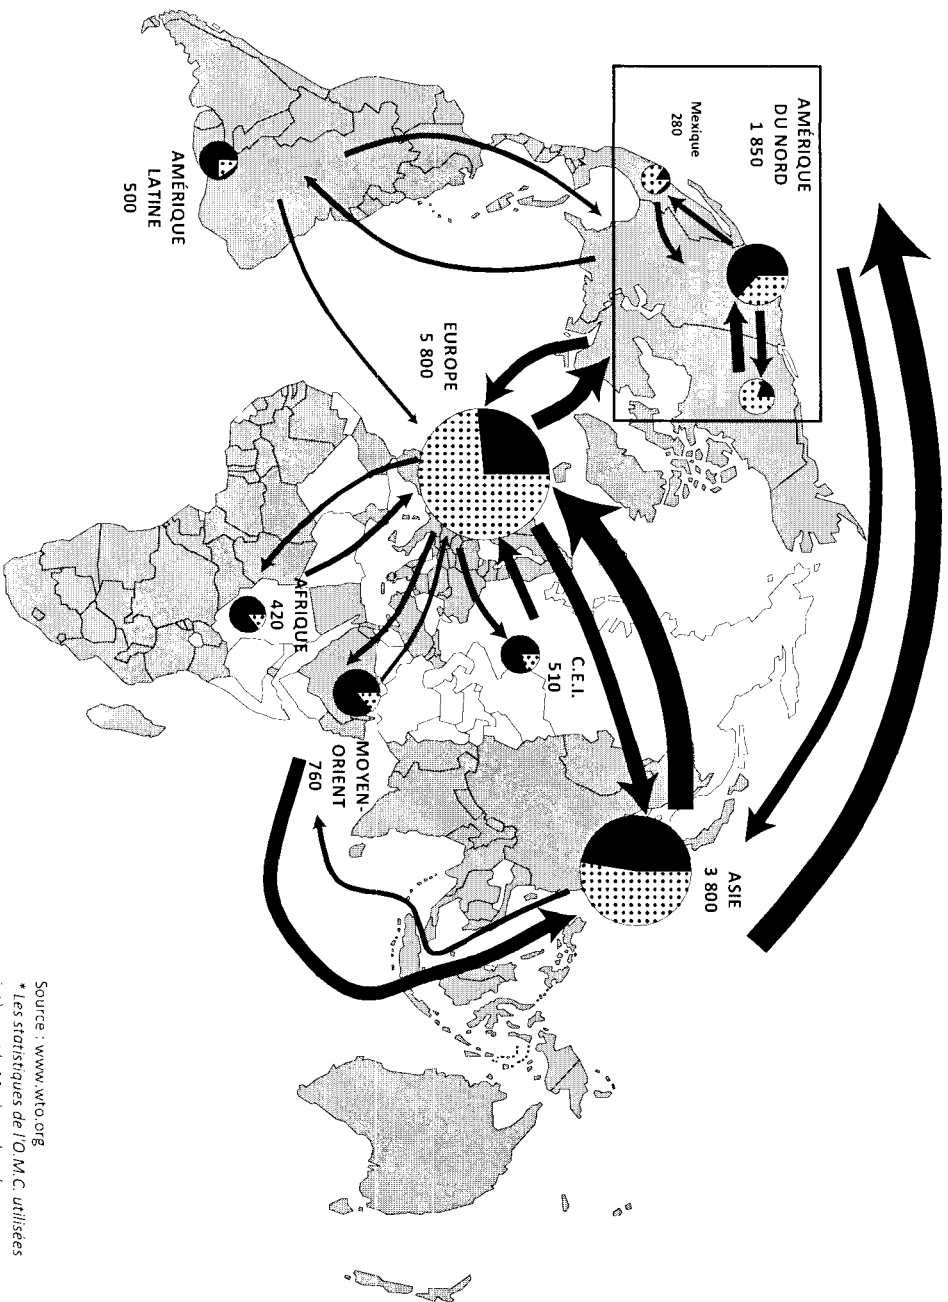 AMÉRIQUE
DU NORD
1 850
Mexique
280
AMÉRIQUE
LATINE
500
EUROPE
5 800
AFRIQUE
420
C.E.I.
510
MOYEN-
ORIENT
760
ASIE
3 800
Source : www.wto.org
* Les statistiques de l'O.M.C. utilisées